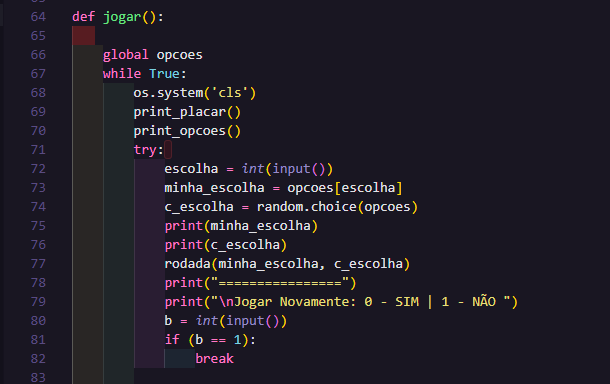 64 def jogar():
65
66 global opcoes
67 while True:
68 os.system('cls')
69 print_placar()
70 print_opcoes()
71 try:
72 escolha = int(input())
73 minha_escolha = opcoes[escolha]
74 c_escolha = random.choice(opcoes)
75 print(minha_escolha)
76 print(c_escolha)
77 rodada(minha_escolha, c_escolha)
78 print("================")
79 print("\nJogar Novamente: 0 - SIM | 1 - NÃO ")
80 b = int(input())
81 if (b == 1):
82 break
83